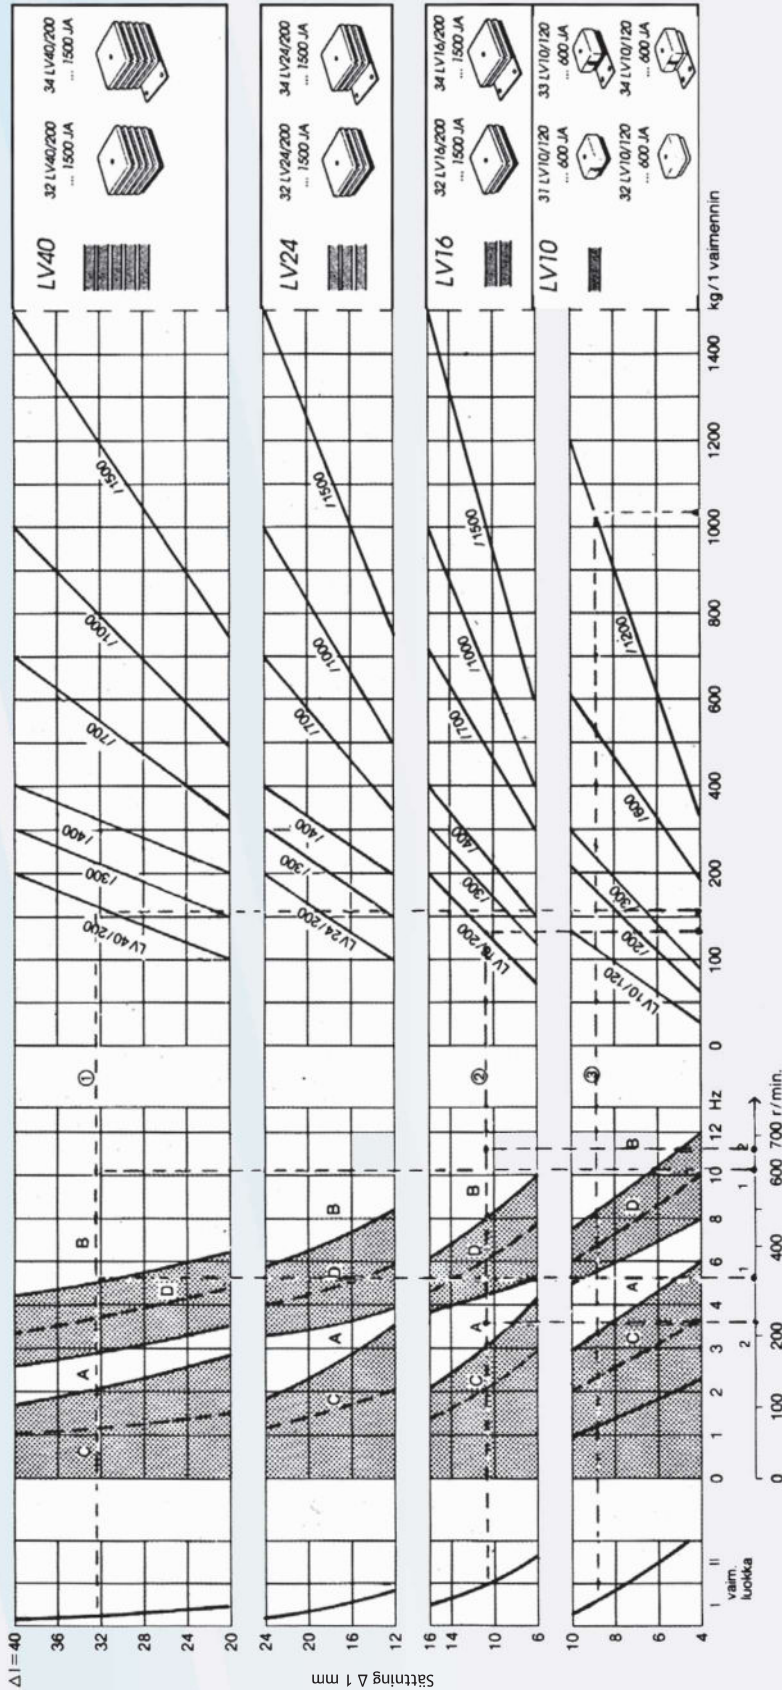 Δ l = 40
36
32
28
24
20
①
C
A
D
B
LV40/200
/300
/400
/700
/1000
/1500
LV40
32 LV40/200
... 1500 JA
34 LV40/200
... 1500 JA
Sättning Δ 1 mm
24
20
16
12
C
A
D
B
LV24/200
/300
/400
/700
/1000
/1500
LV24
32 LV24/200
... 1500 JA
34 LV24/200
... 1500 JA
16
14
12
10
8
6
②
C
A
D
B
LV16/200
/300
/400
/700
/1000
/1500
LV16
32 LV16/200
... 1500 JA
34 LV16/200
... 1500 JA
10
8
6
4
③
C
A
D
B
LV10/120
/200
/300
/600
/1200
LV10
31 LV10/120
... 600 JA
33 LV10/120
... 600 JA
32 LV10/120
... 600 JA
34 LV10/120
... 600 JA
I II
vaim.
luokka
0 1 2 3 4 6 8 10 12 Hz
2 1 1 2
0 100 200 400 600 700 r/min.
0 100 200 400 600 800 1000 1200 1400 kg/1 vaimennin